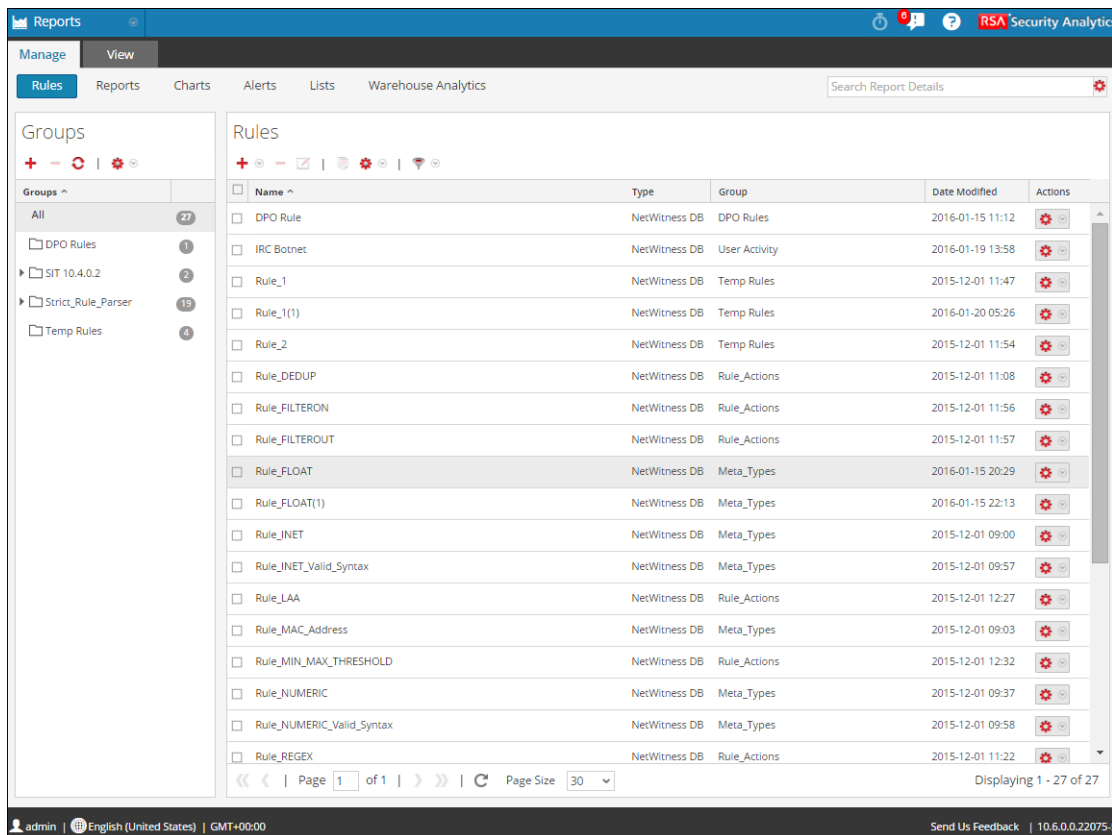 Reports
6
?
RSA Security Analytics
Manage View
Rules Reports Charts Alerts Lists Warehouse Analytics
Search Report Details
Groups
Groups
All 27
DPO Rules 1
SIT 10.4.0.2 2
Strict_Rule_Parser 19
Temp Rules 4
Rules
Name Type Group Date Modified Actions
DPO Rule NetWitness DB DPO Rules 2016-01-15 11:12
IRC Botnet NetWitness DB User Activity 2016-01-19 13:58
Rule_1 NetWitness DB Temp Rules 2015-12-01 11:47
Rule_1(1) NetWitness DB Temp Rules 2016-01-20 05:26
Rule_2 NetWitness DB Temp Rules 2015-12-01 11:54
Rule_DEDUP NetWitness DB Rule_Actions 2015-12-01 11:08
Rule_FILTERON NetWitness DB Rule_Actions 2015-12-01 11:56
Rule_FILTEROUT NetWitness DB Rule_Actions 2015-12-01 11:57
Rule_FLOAT NetWitness DB Meta_Types 2016-01-15 20:29
Rule_FLOAT(1) NetWitness DB Meta_Types 2016-01-15 22:13
Rule_INET NetWitness DB Meta_Types 2015-12-01 09:00
Rule_INET_Valid_Syntax NetWitness DB Meta_Types 2015-12-01 09:57
Rule_LAA NetWitness DB Rule_Actions 2015-12-01 12:27
Rule_MAC_Address NetWitness DB Meta_Types 2015-12-01 09:03
Rule_MIN_MAX_THRESHOLD NetWitness DB Rule_Actions 2015-12-01 12:32
Rule_NUMERIC NetWitness DB Meta_Types 2015-12-01 09:37
Rule_NUMERIC_Valid_Syntax NetWitness DB Meta_Types 2015-12-01 09:58
Rule_REGEX NetWitness DB Rule_Actions 2015-12-01 11:22
Page 1 of 1 | Page Size 30 Displaying 1 - 27 of 27
admin | English (United States) | GMT+00:00 Send Us Feedback | 10.6.0.0.22075-